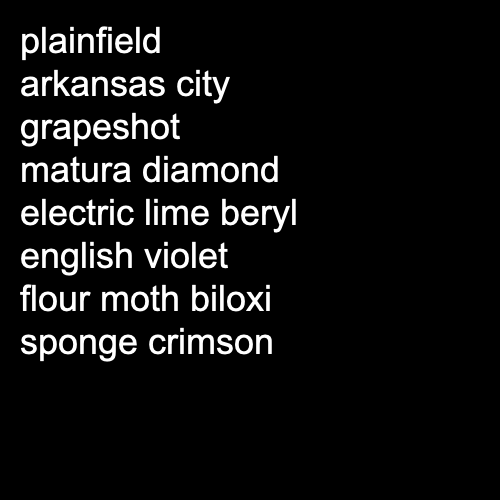 plainfield
arkansas city
grapeshot
matura diamond
electric lime beryl
english violet
flour moth biloxi
sponge crimson